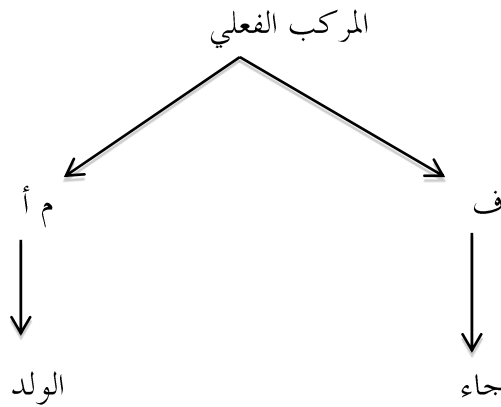 المركب الفعلي
ف
م أ
جاء
الولد